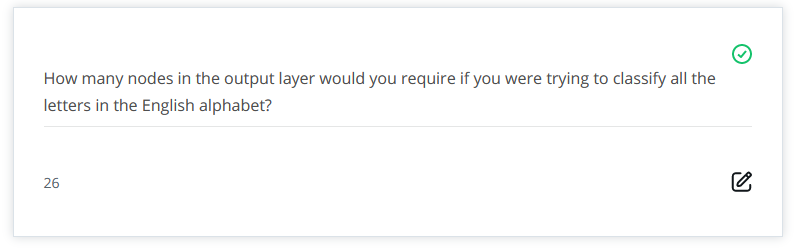 How many nodes in the output layer would you require if you were trying to classify all the
letters in the English alphabet?
26